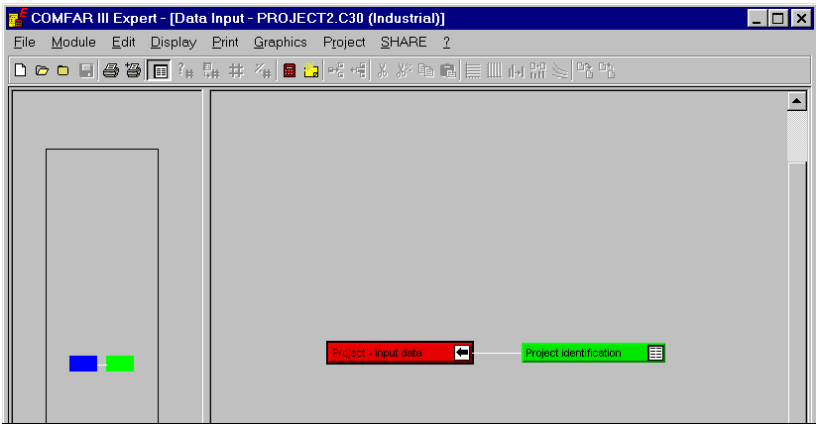 COMFAR III Expert - [Data Input - PROJECT2.C30 (Industrial)]
File Module Edit Display Print Graphics Project SHARE ?
Project - input data
Project identification